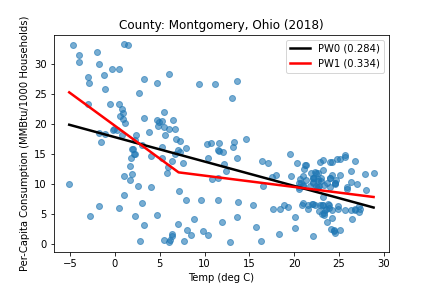 County: Montgomery, Ohio (2018)
PW0 (0.284)
PW1 (0.334)
Per-Capita Consumption (MMBtu/1000 Households)
30
25
20
15
10
5
0
−5 0 5 10 15 20 25 30
Temp (deg C)